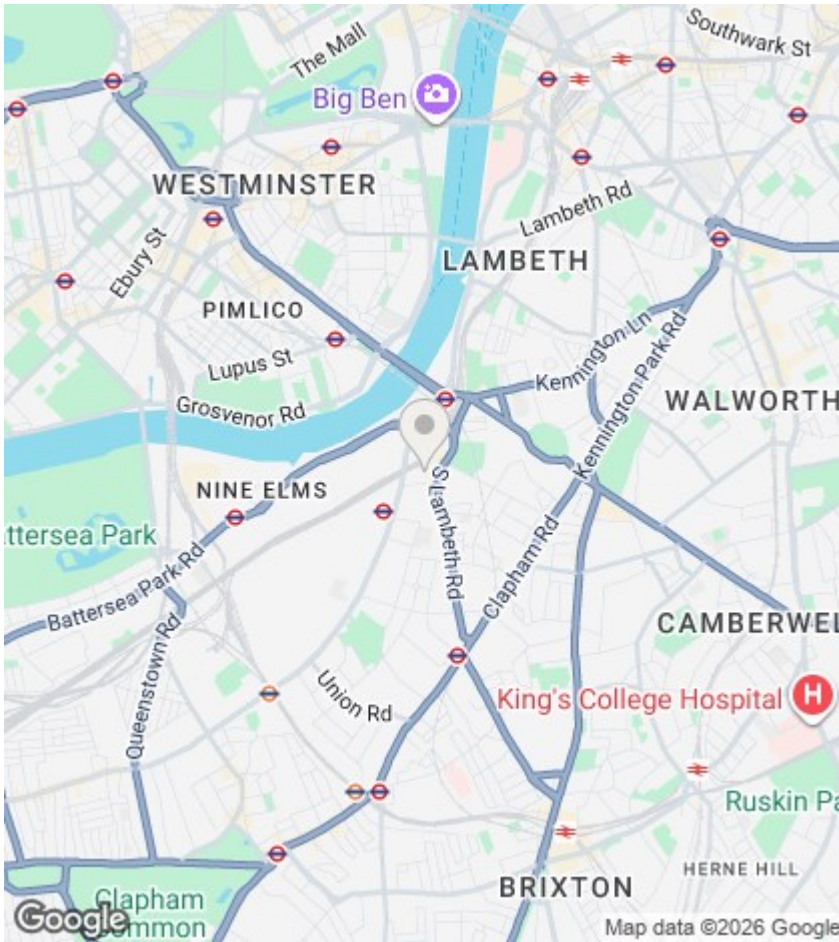 Southwark St
The Mall
Big Ben
WESTMINSTER
Lambeth Rd
Ebury St
LAMBETH
PIMLICO
Lupus St
Kennington Ln
Kennington Park Rd
Grosvenor Rd
WALWORTH
NINE ELMS
S Lambeth Rd
ttersea Park
Clapham Rd
Battersea Park Rd
CAMBERWEL
Queenstown Rd
Union Rd
King's College Hospital
H
Ruskin Pa
HERNE HILL
BRIXTON
Clapham
Common
Google
Map data ©2026 Google